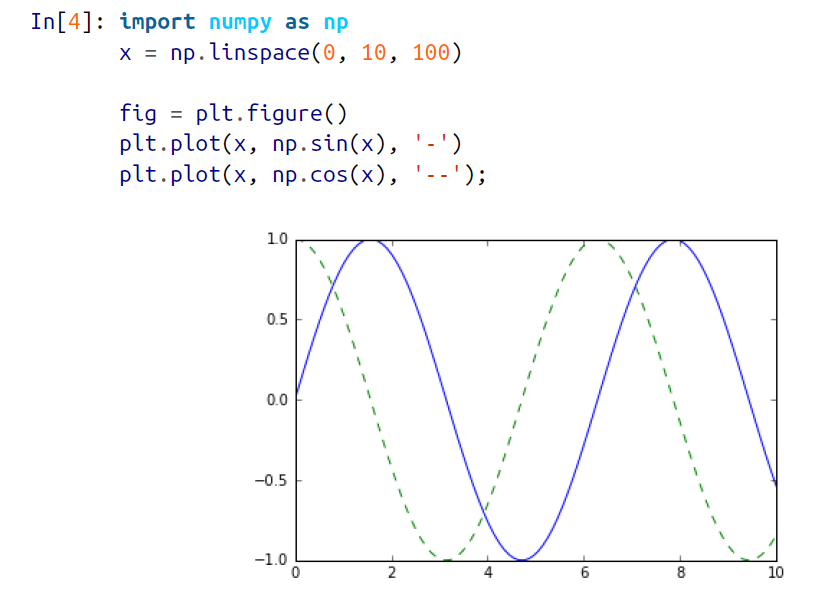 In[4]: import numpy as np
x = np.linspace(0, 10, 100)
fig = plt.figure()
plt.plot(x, np.sin(x), '-')
plt.plot(x, np.cos(x), '--');
1.0
0.5
0.0
−0.5
−1.0
0 2 4 6 8 10